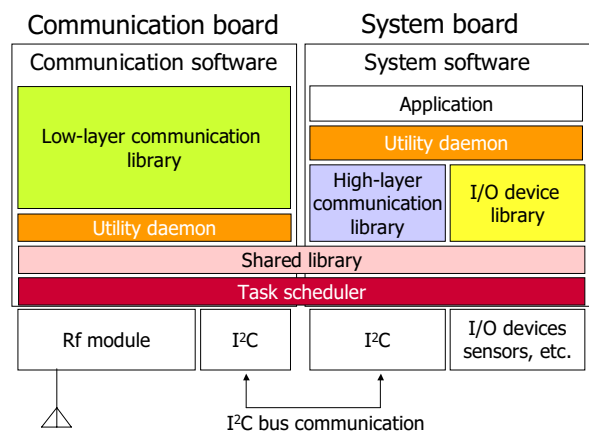 Communication board
System board
Communication software
System software
Low-layer communication
library
Application
Utility daemon
High-layer
communication
library
I/O device
library
Utility daemon
Shared library
Task scheduler
Rf module
I²C
I²C
I/O devices
sensors, etc.
I²C bus communication